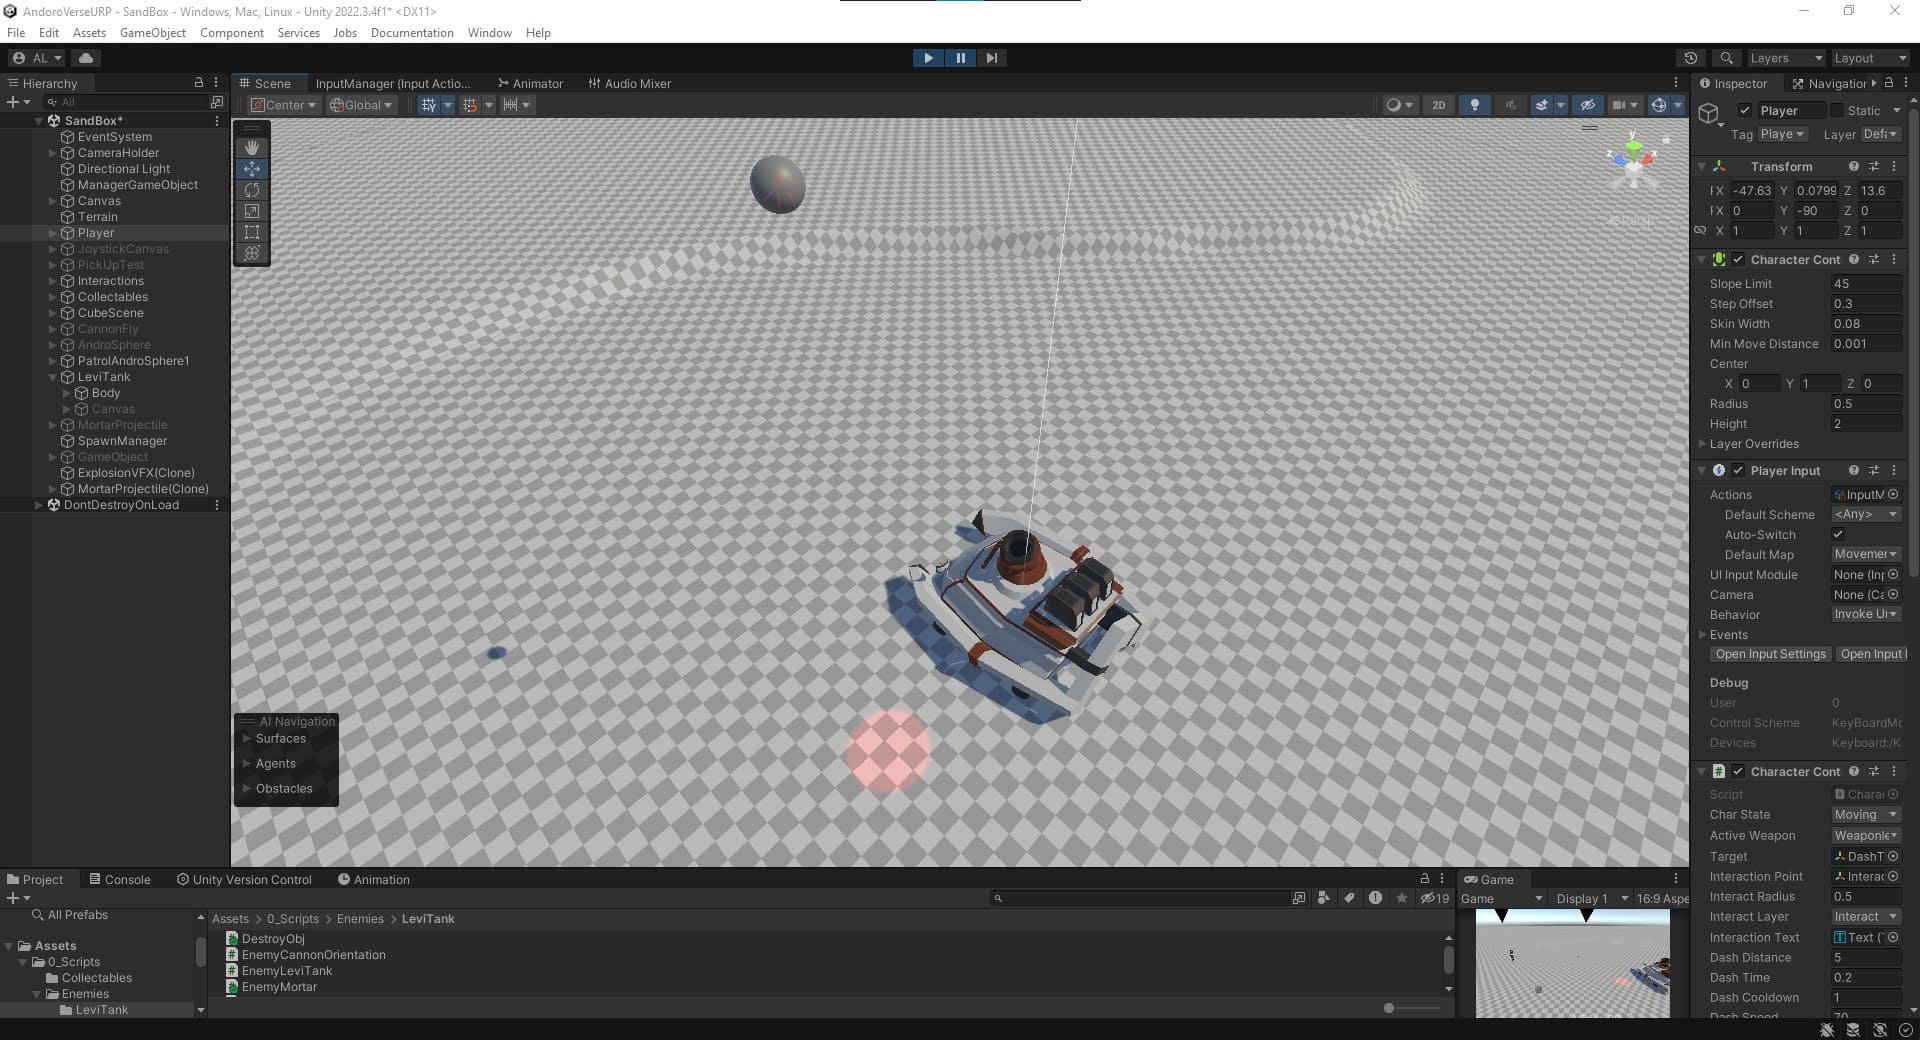 AndoroVerseURP - SandBox - Windows, Mac, Linux - Unity 2022.3.4f1* <DX11>
File Edit Assets GameObject Component Services Jobs Documentation Window Help
AL
Layers Layout
Hierarchy
All
SandBox*
EventSystem
CameraHolder
Directional Light
ManagerGameObject
Canvas
Terrain
Player
JoystickCanvas
PickUpTest
Interactions
Collectables
CubeScene
CannonFly
AndroSphere
PatrolAndroSphere1
LeviTank
Body
Canvas
MortarProjectile
SpawnManager
GameObject
ExplosionVFX(Clone)
MortarProjectile(Clone)
DontDestroyOnLoad
Scene InputManager (Input Actio... Animator Audio Mixer
Center Global
2D
y
z x
Persp
AI Navigation
Surfaces
Agents
Obstacles
Inspector Navigation
Player Static
Tag Playe Layer Defa
Transform
X -47.63 Y 0.0799 Z 13.6
X 0 Y -90 Z 0
X 1 Y 1 Z 1
Character Cont
Slope Limit 45
Step Offset 0.3
Skin Width 0.08
Min Move Distance 0.001
Center
X 0 Y 1 Z 0
Radius 0.5
Height 2
Layer Overrides
Player Input
Actions InputM
Default Scheme <Any>
Auto-Switch
Default Map Movemer
UI Input Module None (Inp
Camera None (Ca
Behavior Invoke Ur
Events
Open Input Settings Open Input
Debug
User 0
Control Scheme KeyBoardMo
Devices Keyboard:/K
Character Cont
Script Charac
Char State Moving
Active Weapon Weaponle
Target DashT
Interaction Point Interac
Interact Radius 0.5
Interact Layer Interact
Interaction Text Text (
Dash Distance 5
Dash Time 0.2
Dash Cooldown 1
Dash Speed 70
Project Console Unity Version Control Animation
19
All Prefabs
Assets
0_Scripts
Collectables
Enemies
LeviTank
Assets > 0_Scripts > Enemies > LeviTank
DestroyObj
EnemyCannonOrientation
EnemyLeviTank
EnemyMortar
Game
Game Display 1 16:9 Aspe